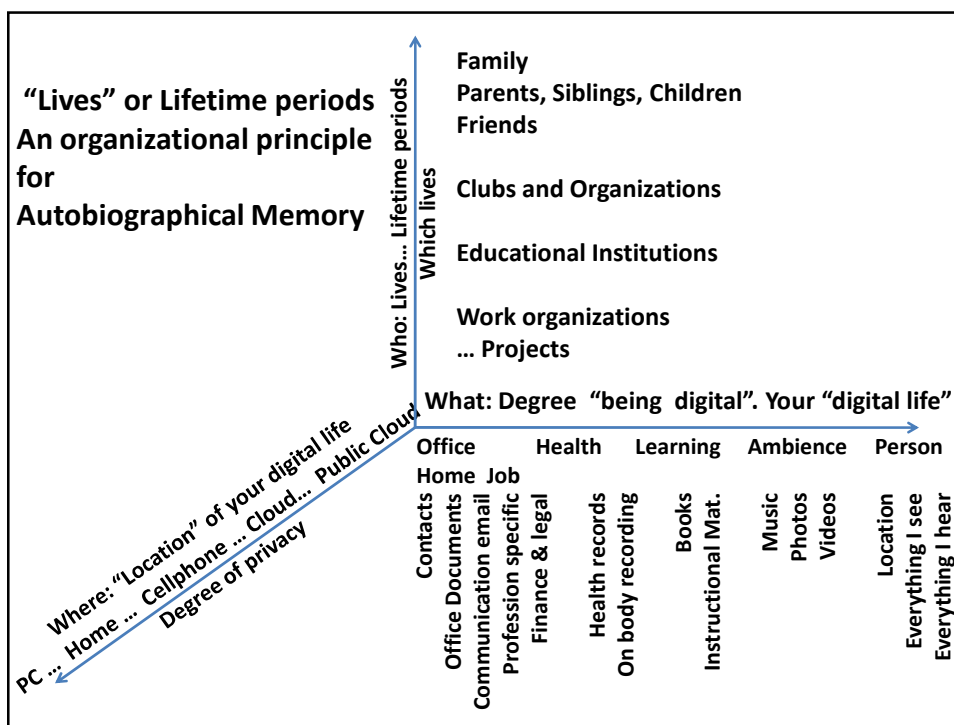 “Lives” or Lifetime periods
An organizational principle
for
Autobiographical Memory
Who: Lives... Lifetime periods
Which lives
Family
Parents, Siblings, Children
Friends
Clubs and Organizations
Educational Institutions
Work organizations
... Projects
What: Degree “being digital”. Your “digital life”
Office
Home Job
Health
Learning
Ambience
Person
Contacts
Office Documents
Communication email
Profession specific
Finance & legal
Health records
On body recording
Books
Instructional Mat.
Music
Photos
Videos
Location
Everything I see
Everything I hear
Where: “Location” of your digital life
PC ... Home ... Cellphone ... Cloud... Public Cloud
Degree of privacy